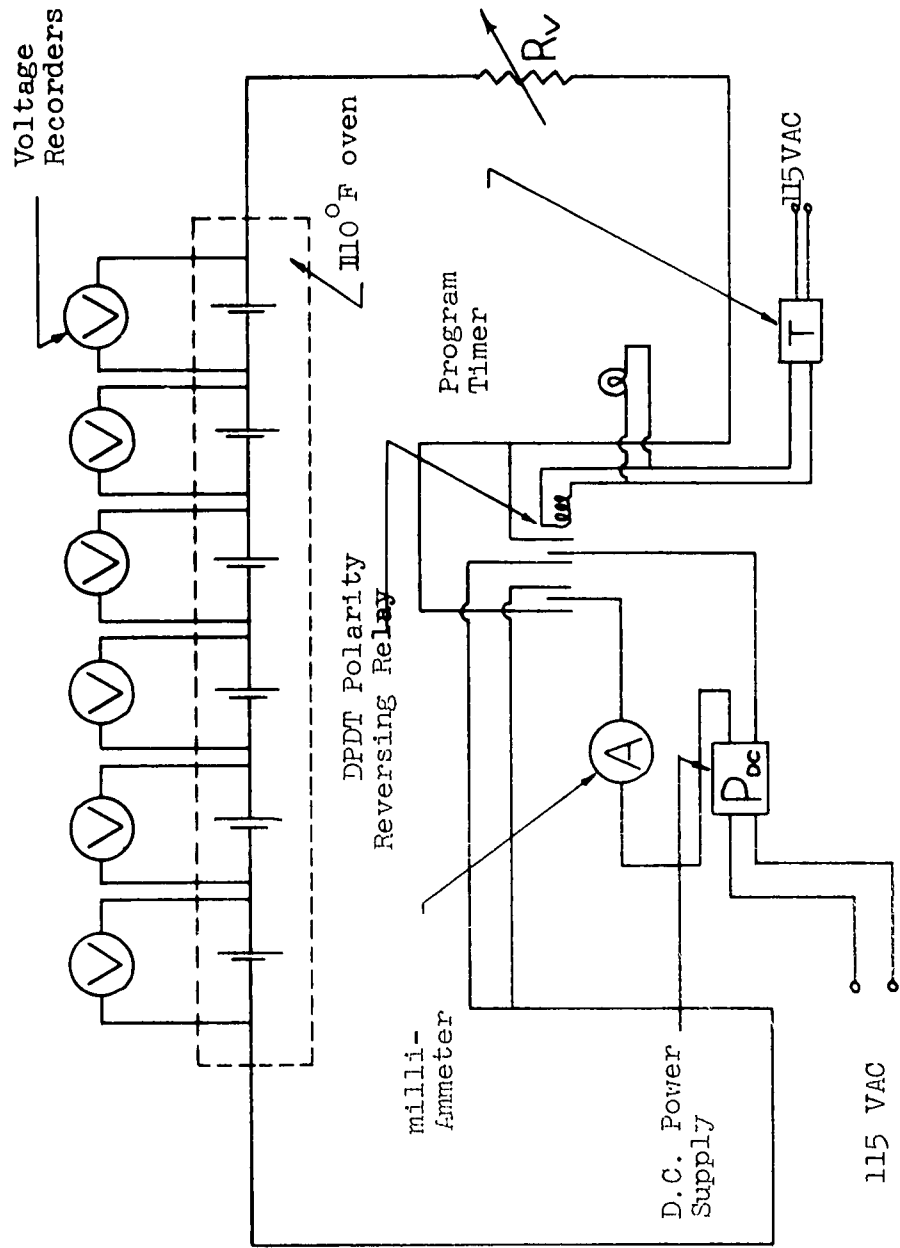 Voltage
Recorders
110°F oven
R_V
DPDT Polarity
Reversing Relay
Program
Timer
milli-
Ammeter
A
D.C. Power
Supply
P_DC
T
115 VAC
115 VAC
V
V
V
V
V
V